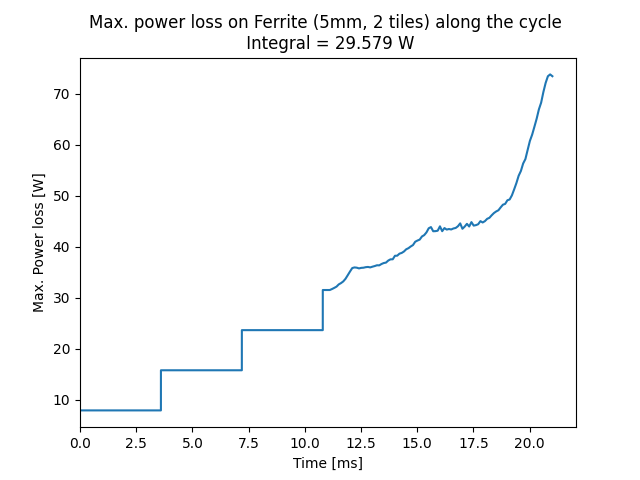 Max. power loss on Ferrite (5mm, 2 tiles) along the cycle
Integral = 29.579 W
Max. Power loss [W]
70
60
50
40
30
20
10
0.0 2.5 5.0 7.5 10.0 12.5 15.0 17.5 20.0
Time [ms]